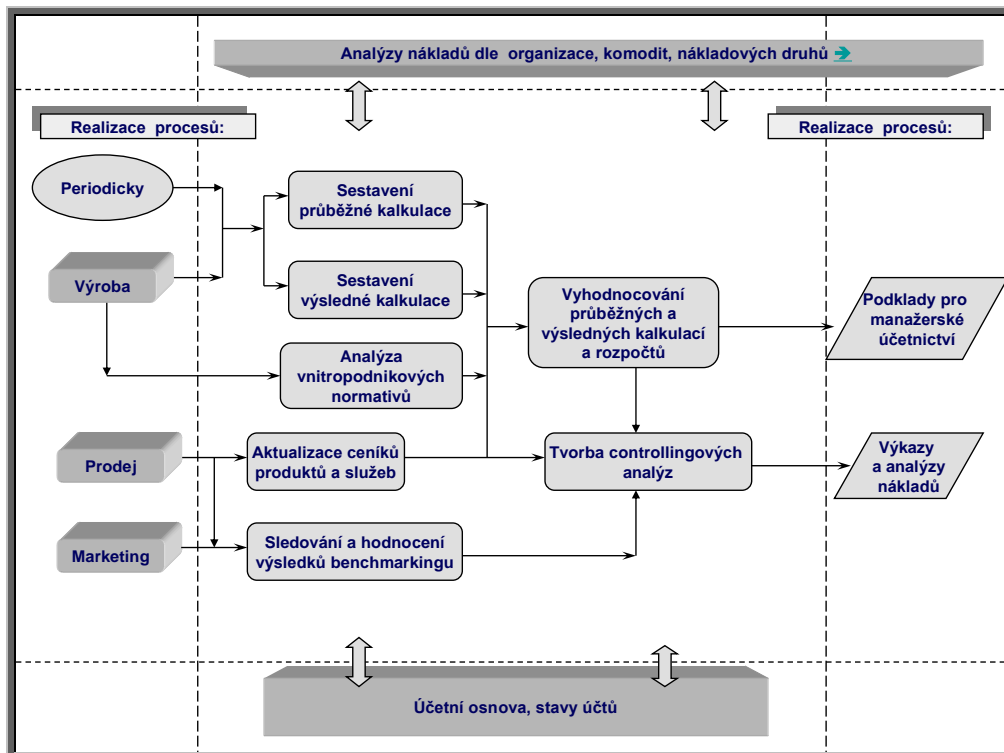 Analýzy nákladů dle organizace, komodit, nákladových druhů ➔
Realizace procesů:
Realizace procesů:
Periodicky
Sestavení
průběžné kalkulace
Výroba
Sestavení
výsledné kalkulace
Vyhodnocování
průběžných a
výsledných kalkulací
a rozpočtů
Podklady pro
manažerské
účetnictví
Analýza
vnitropodnikových
normativů
Prodej
Aktualizace ceníků
produktů a služeb
Tvorba controllingových
analýz
Výkazy
a analýzy
nákladů
Marketing
Sledování a hodnocení
výsledků benchmarkingu
Účetní osnova, stavy účtů